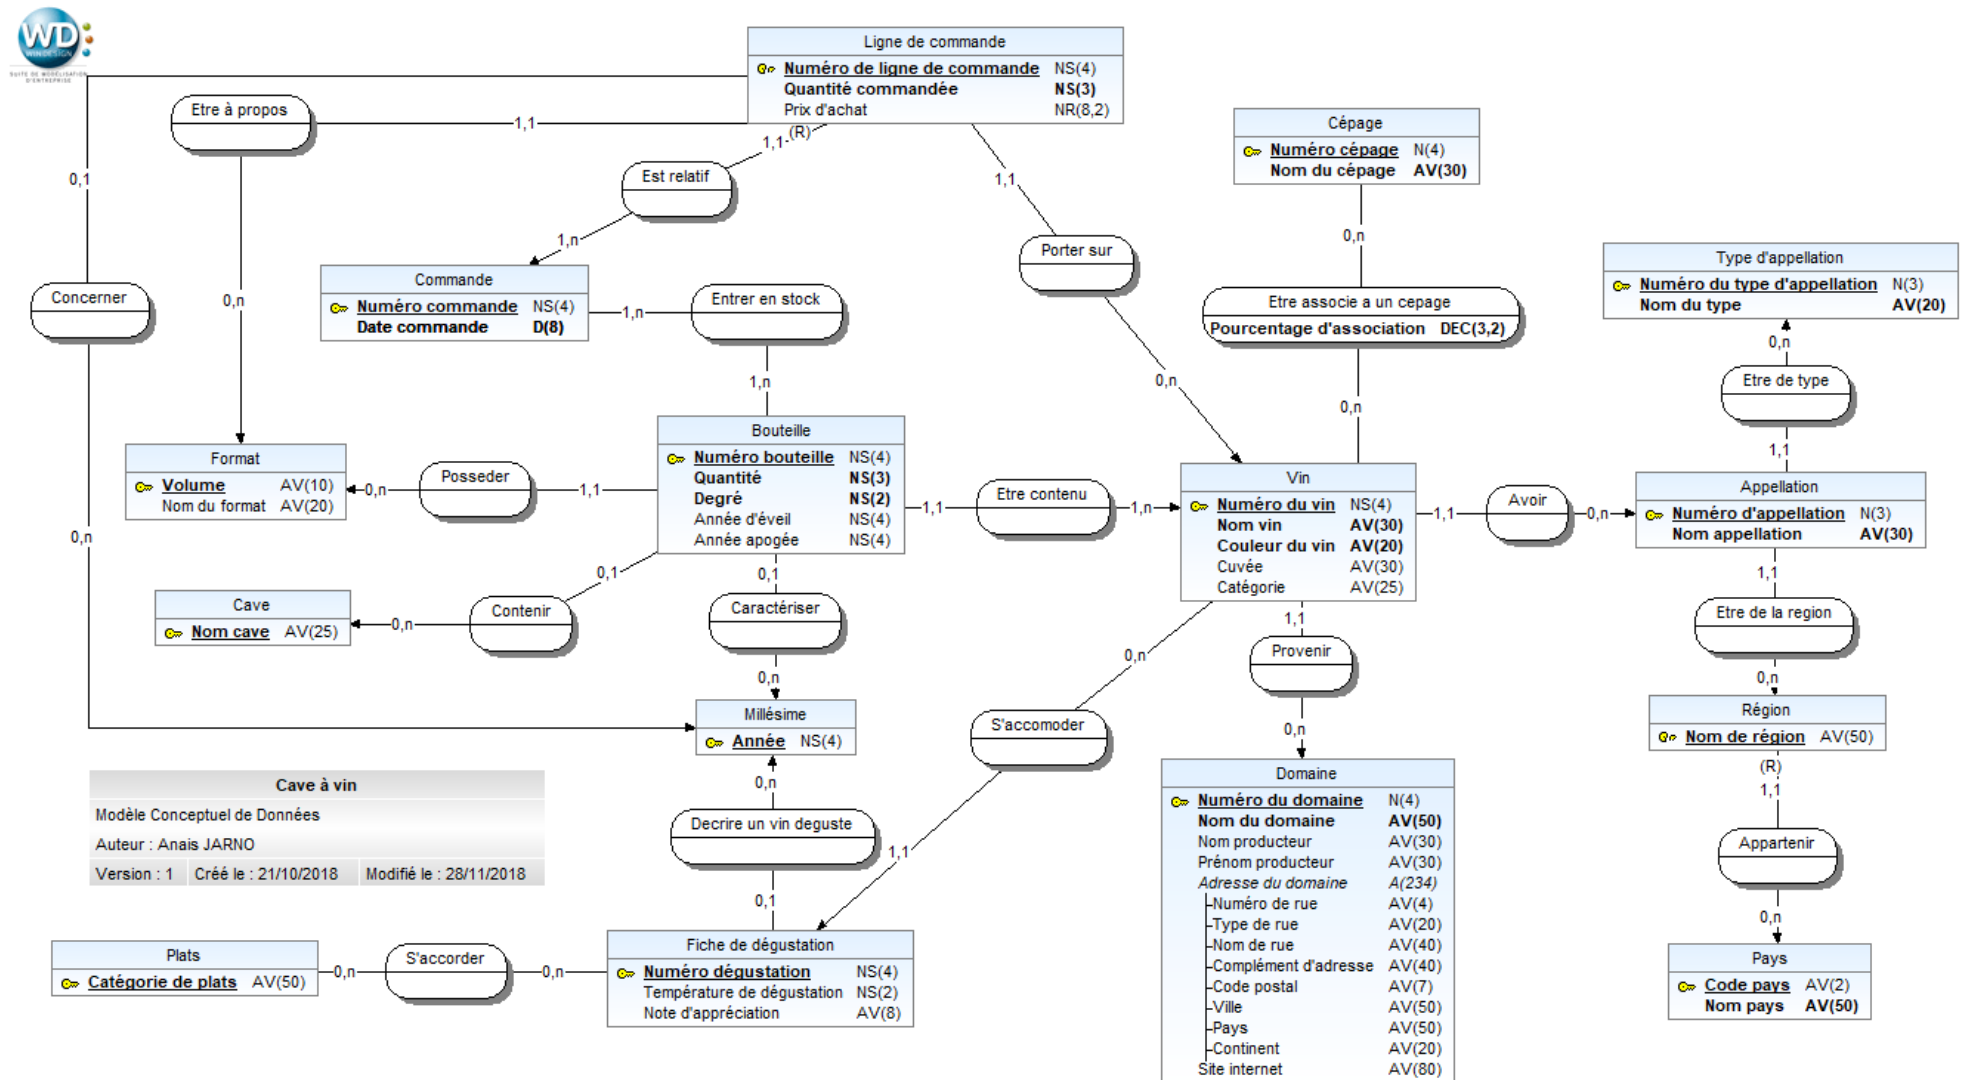 WD:
WINDESIGN
SUITE DE MODÉLISATION
D'ENTREPRISE
Ligne de commande
Numéro de ligne de commande NS(4)
Quantité commandée NS(3)
Prix d'achat NR(8,2)
Etre à propos
1,1
(R)
1,1
Est relatif
1,n
0,1
Concerner
0,n
0,n
1,1
Porter sur
0,n
Cépage
Numéro cépage N(4)
Nom du cépage AV(30)
0,n
Etre associe a un cepage
Pourcentage d'association DEC(3,2)
0,n
Type d'appellation
Numéro du type d'appellation N(3)
Nom du type AV(20)
0,n
Etre de type
1,1
Commande
Numéro commande NS(4)
Date commande D(8)
1,n
Entrer en stock
1,n
Format
Volume AV(10)
Nom du format AV(20)
0,n
Posseder
1,1
Bouteille
Numéro bouteille NS(4)
Quantité NS(3)
Degré NS(2)
Année d'éveil NS(4)
Année apogée NS(4)
1,1
Etre contenu
1,n
Vin
Numéro du vin NS(4)
Nom vin AV(30)
Couleur du vin AV(20)
Cuvée AV(30)
Catégorie AV(25)
1,1
Avoir
0,n
Appellation
Numéro d'appellation N(3)
Nom appellation AV(30)
1,1
Etre de la region
0,n
Région
Nom de région AV(50)
(R)
1,1
Appartenir
0,n
Pays
Code pays AV(2)
Nom pays AV(50)
Cave
Nom cave AV(25)
0,n
Contenir
0,1
0,1
Caractériser
0,n
Millésime
Année NS(4)
0,n
Decrire un vin deguste
0,1
0,n
S'accomoder
1,1
1,1
Provenir
0,n
Domaine
Numéro du domaine N(4)
Nom du domaine AV(50)
Nom producteur AV(30)
Prénom producteur AV(30)
Adresse du domaine A(234)
Numéro de rue AV(4)
Type de rue AV(20)
Nom de rue AV(40)
Complément d'adresse AV(40)
Code postal AV(7)
Ville AV(50)
Pays AV(50)
Continent AV(20)
Site internet AV(80)
Cave à vin
Modèle Conceptuel de Données
Auteur : Anais JARNO
Version : 1 Créé le : 21/10/2018 Modifié le : 28/11/2018
Plats
Catégorie de plats AV(50)
0,n
S'accorder
0,n
Fiche de dégustation
Numéro dégustation NS(4)
Température de dégustation NS(2)
Note d'appréciation AV(8)